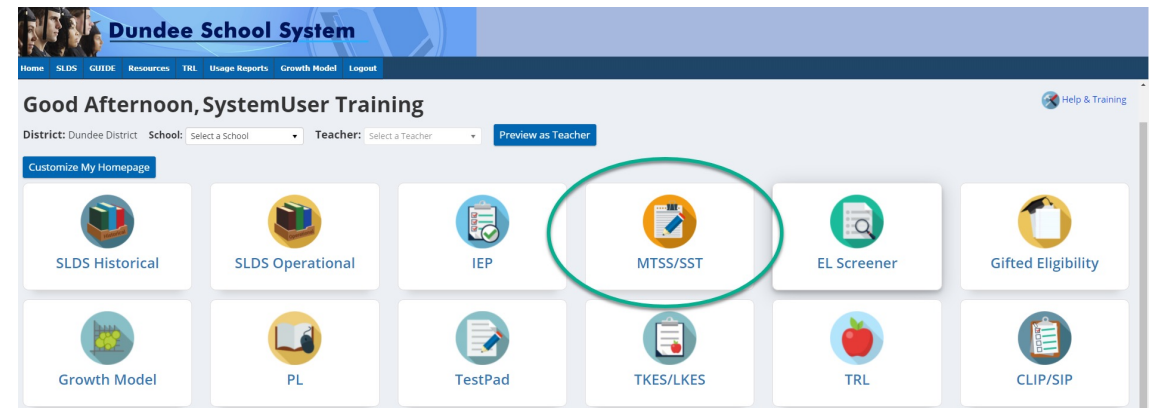 Dundee School System
Home SLDS GUIDE Resources TRL Usage Reports Growth Model Logout
Good Afternoon, SystemUser Training
Help & Training
District: Dundee District School: Select a School Teacher: Select a Teacher Preview as Teacher
Customize My Homepage
SLDS Historical SLDS Operational IEP MTSS/SST EL Screener Gifted Eligibility
Growth Model PL TestPad TKES/LKES TRL CLIP/SIP